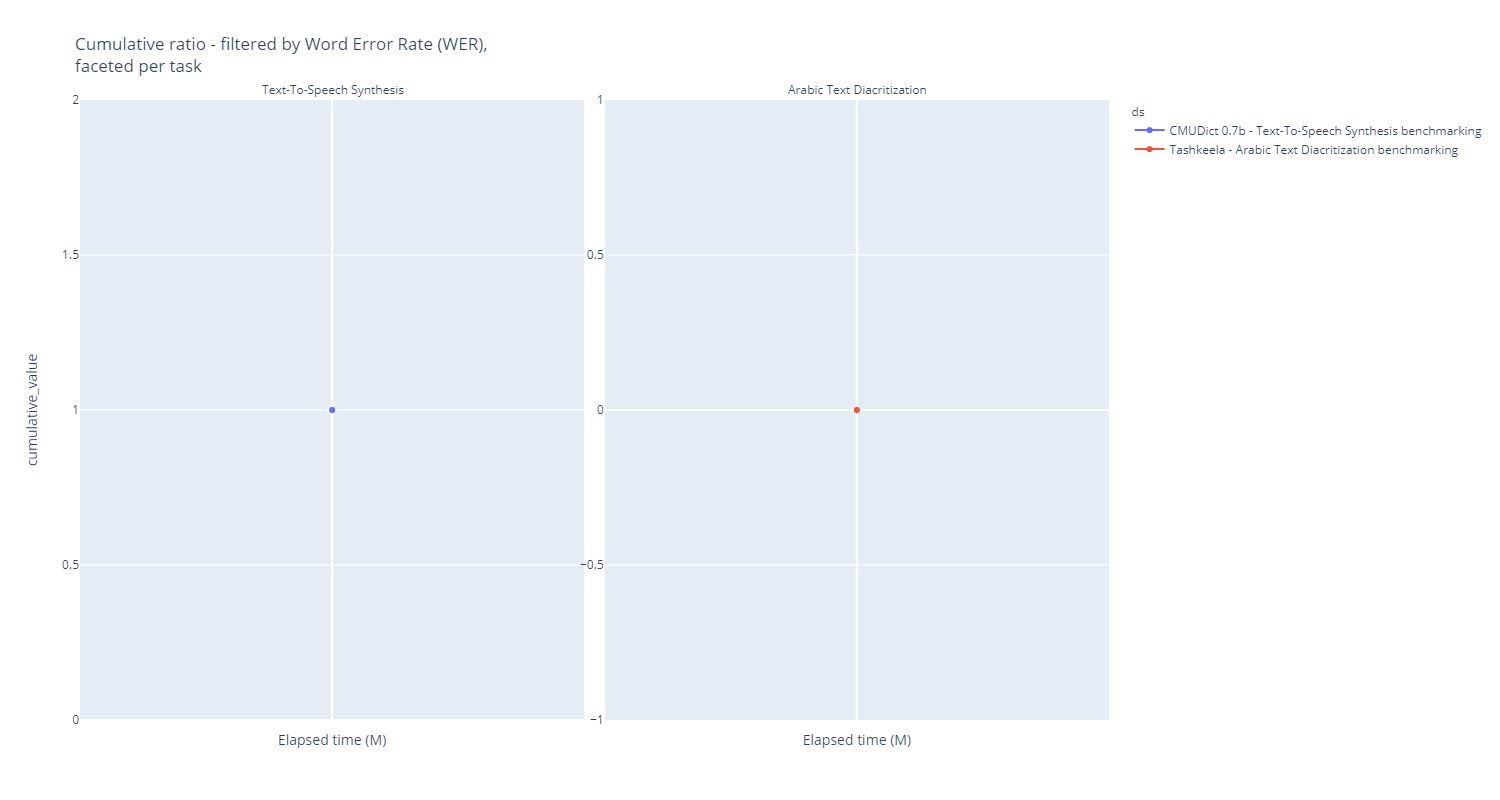 Cumulative ratio - filtered by Word Error Rate (WER),
faceted per task
Text-To-Speech Synthesis
Arabic Text Diacritization
2
1.5
1
0.5
0
1
0.5
0
−0.5
−1
cumulative_value
Elapsed time (M)
Elapsed time (M)
ds
CMUDict 0.7b - Text-To-Speech Synthesis benchmarking
Tashkeela - Arabic Text Diacritization benchmarking